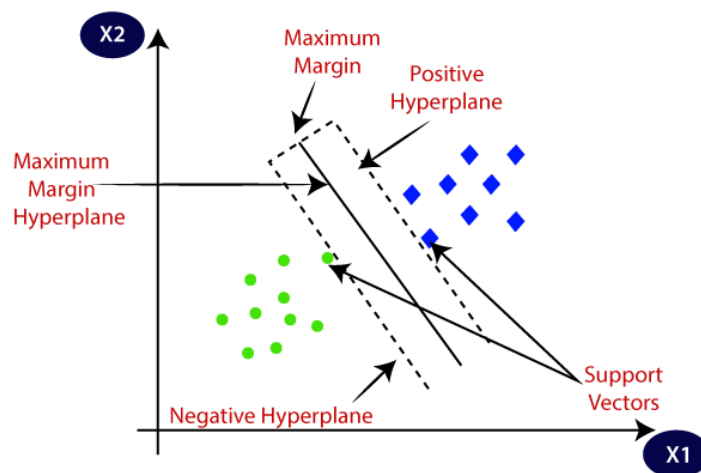 X2
Maximum
Margin
Positive
Hyperplane
Maximum
Margin
Hyperplane
Support
Vectors
Negative Hyperplane
X1